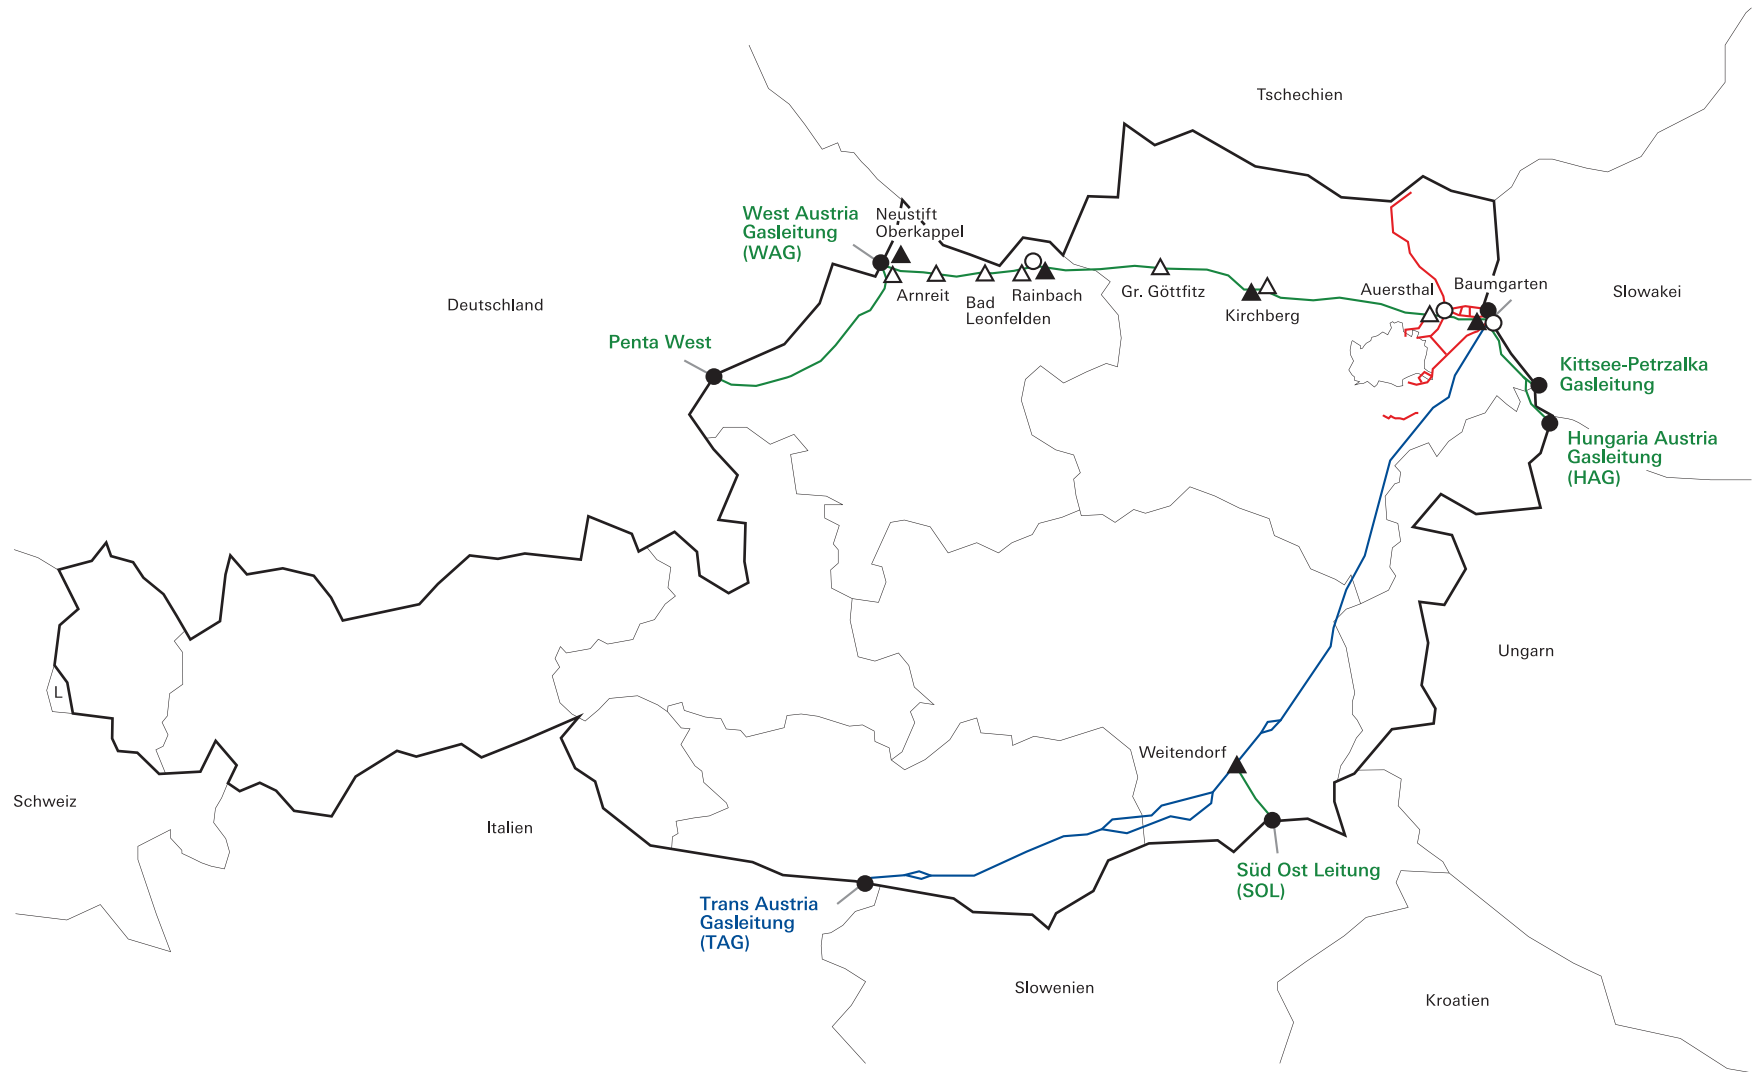 Tschechien
West Austria
Gasleitung
(WAG)
Neustift
Oberkappel
Deutschland
Arnreit
Bad
Leonfelden
Rainbach
Gr. Göttfitz
Kirchberg
Auersthal
Baumgarten
Slowakei
Penta West
Kittsee-Petrzalka
Gasleitung
Hungaria Austria
Gasleitung
(HAG)
Ungarn
L
Weitendorf
Schweiz
Italien
Süd Ost Leitung
(SOL)
Trans Austria
Gasleitung
(TAG)
Slowenien
Kroatien